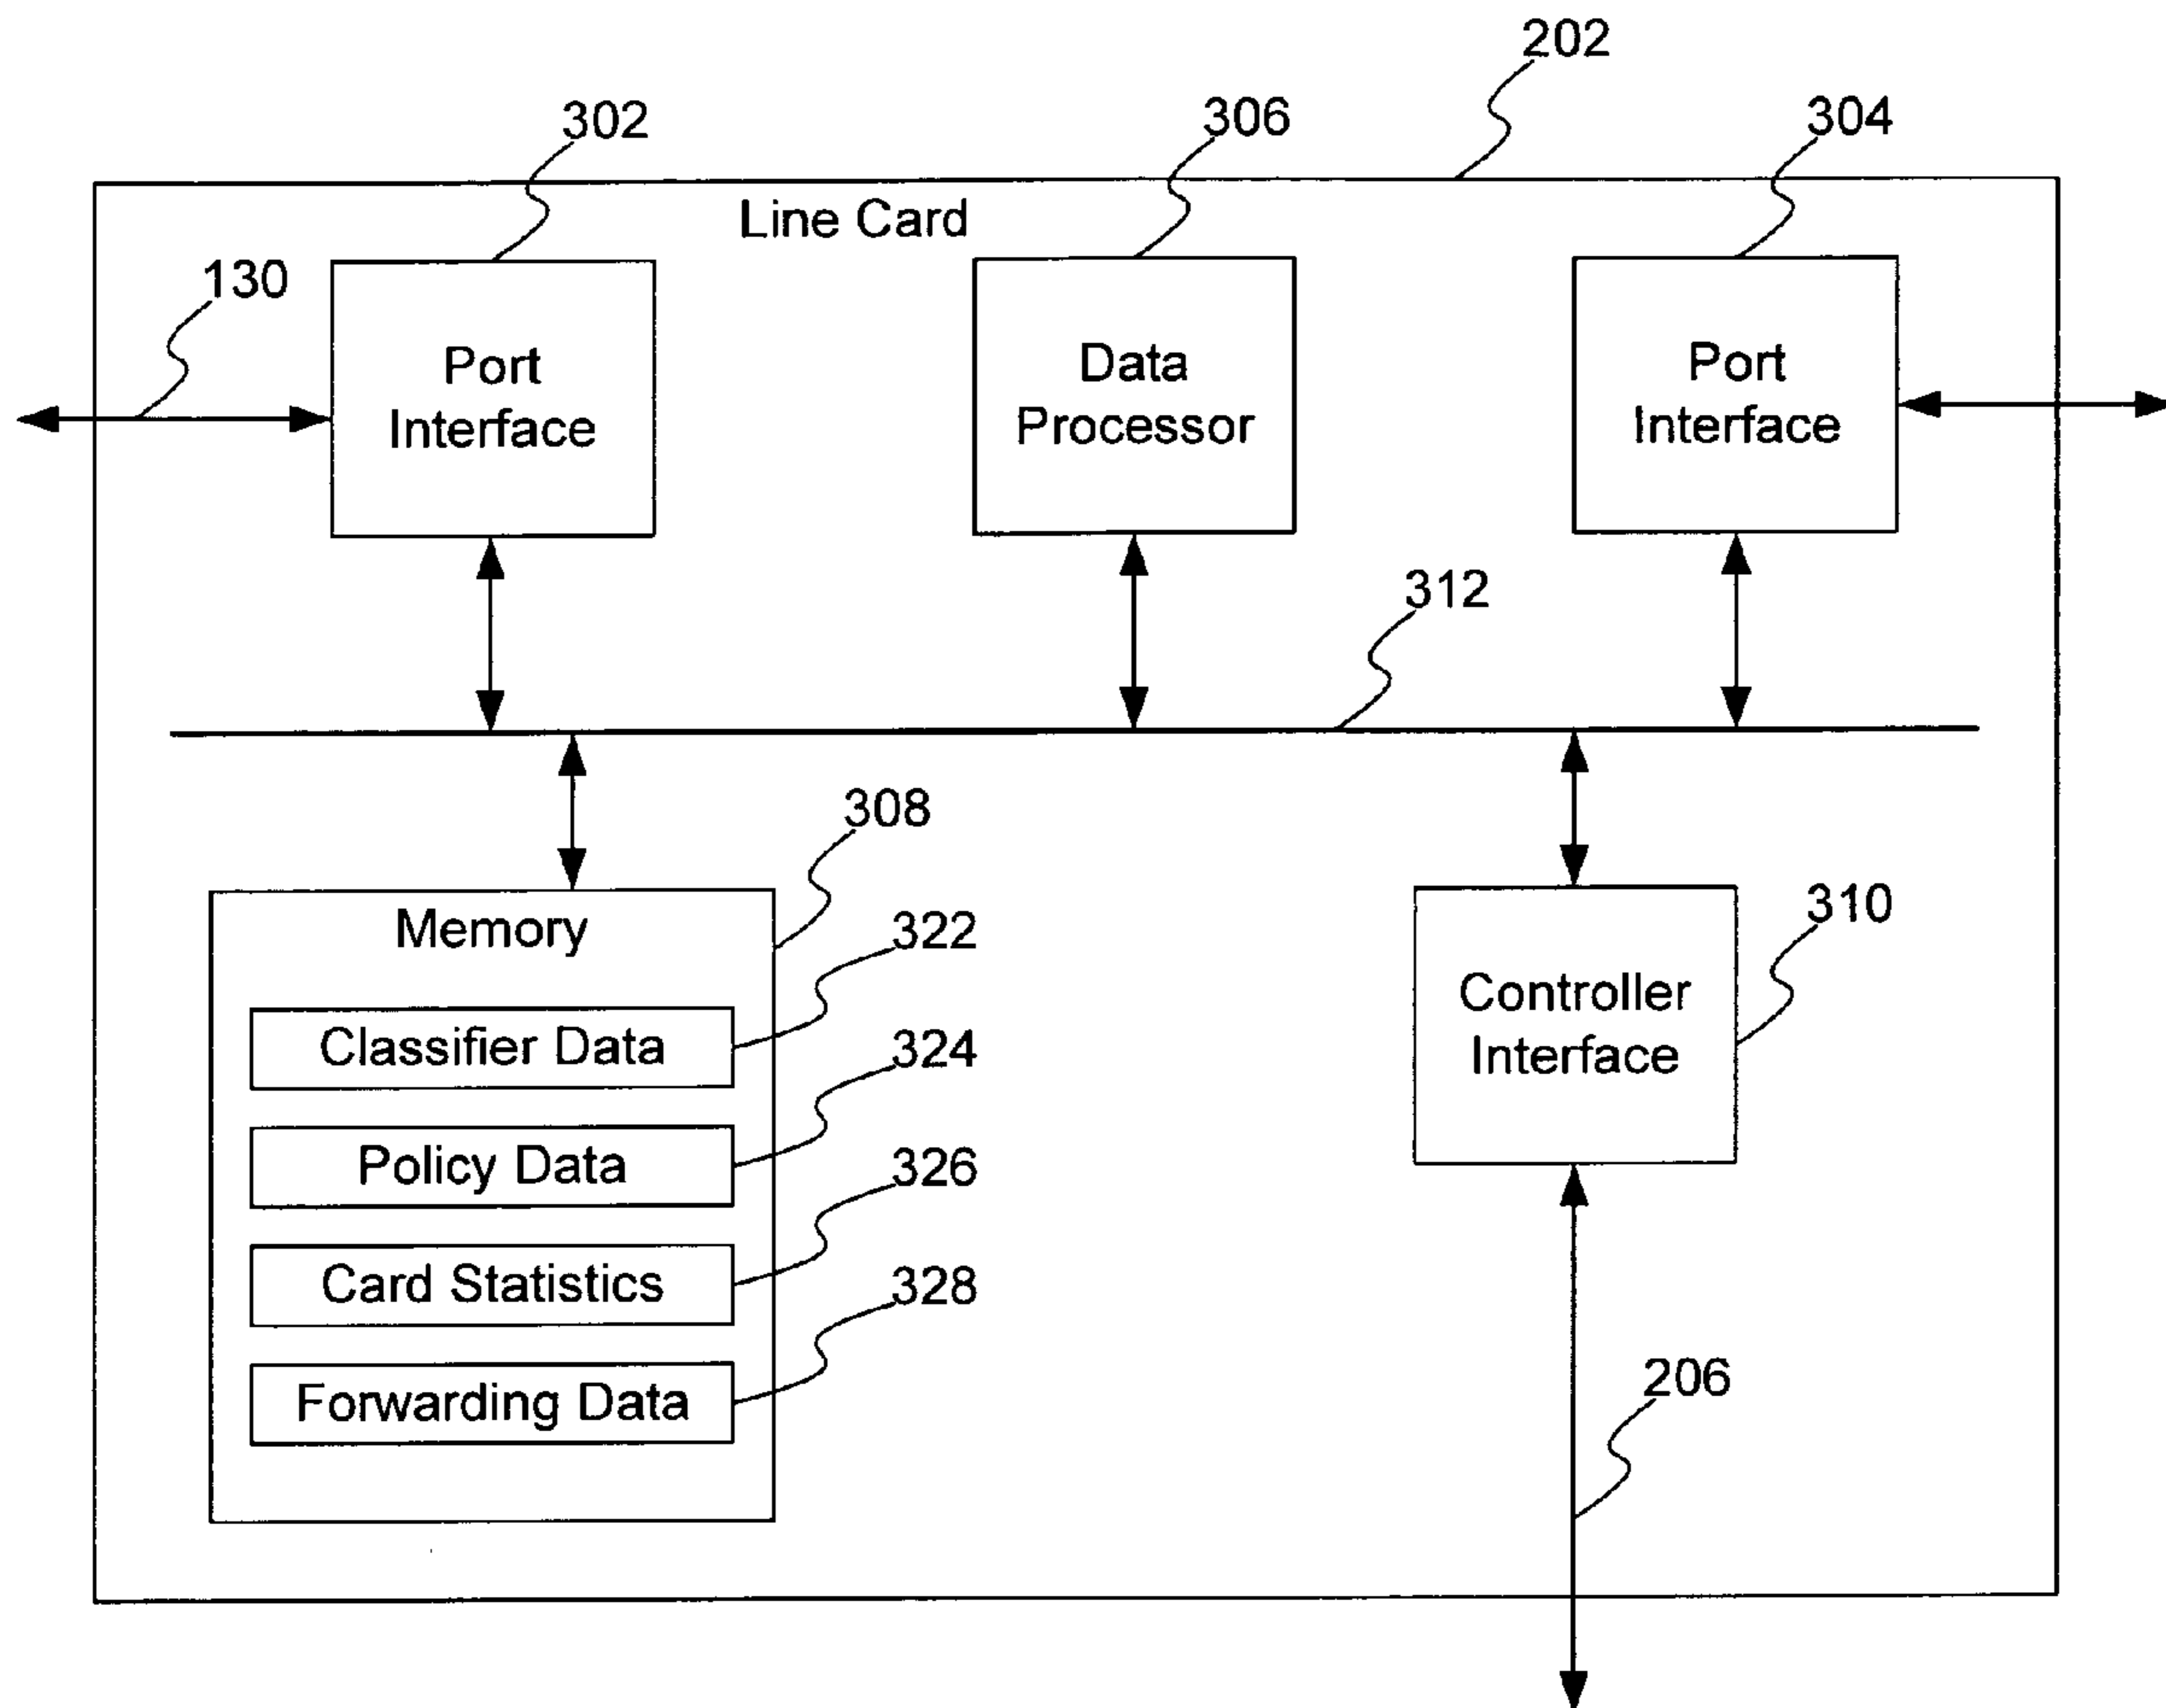 202
302
306
304
Line Card
130
Port
Interface
Data
Processor
Port
Interface
312
308
Memory
322
310
Classifier Data
Controller
Interface
324
Policy Data
326
Card Statistics
328
Forwarding Data
206